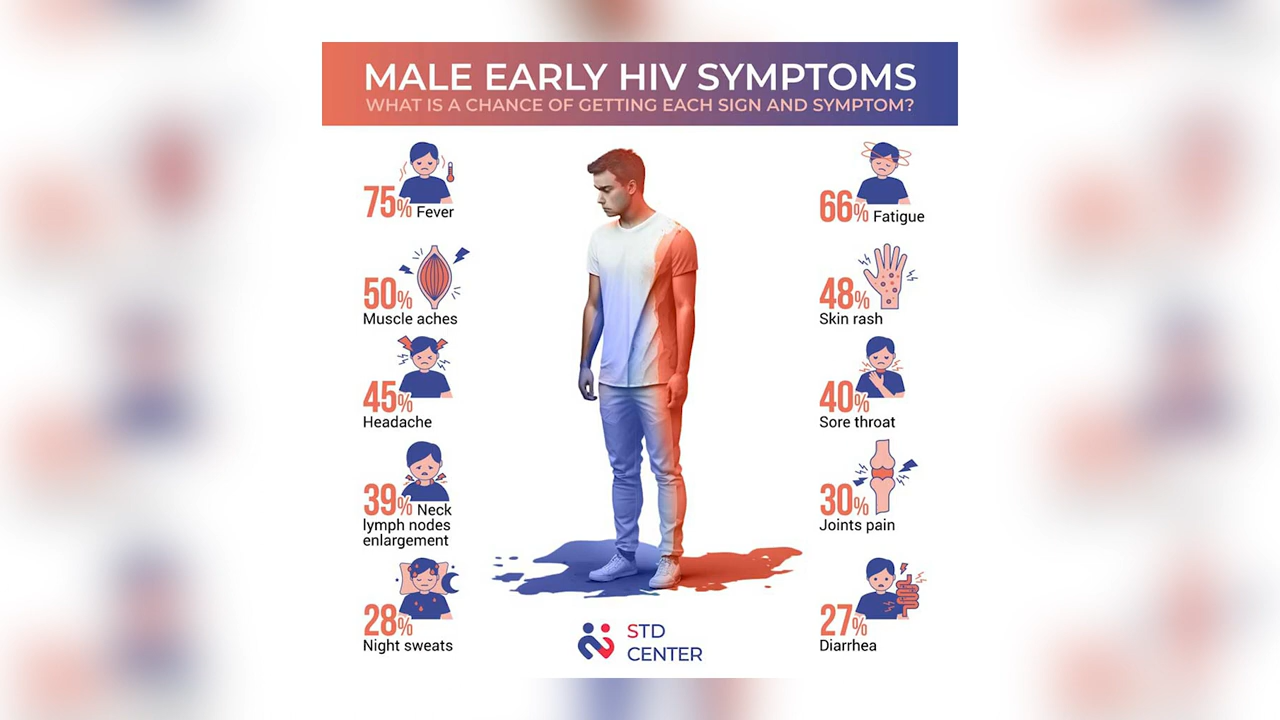 MALE EARLY HIV SYMPTOMS
WHAT IS A CHANCE OF GETTING EACH SIGN AND SYMPTOM?
75% Fever
66% Fatigue
50%
Muscle aches
48%
Skin rash
45%
Headache
40%
Sore throat
39% Neck
lymph nodes
enlargement
30%
Joints pain
28%
Night sweats
27%
Diarrhea
STD
CENTER